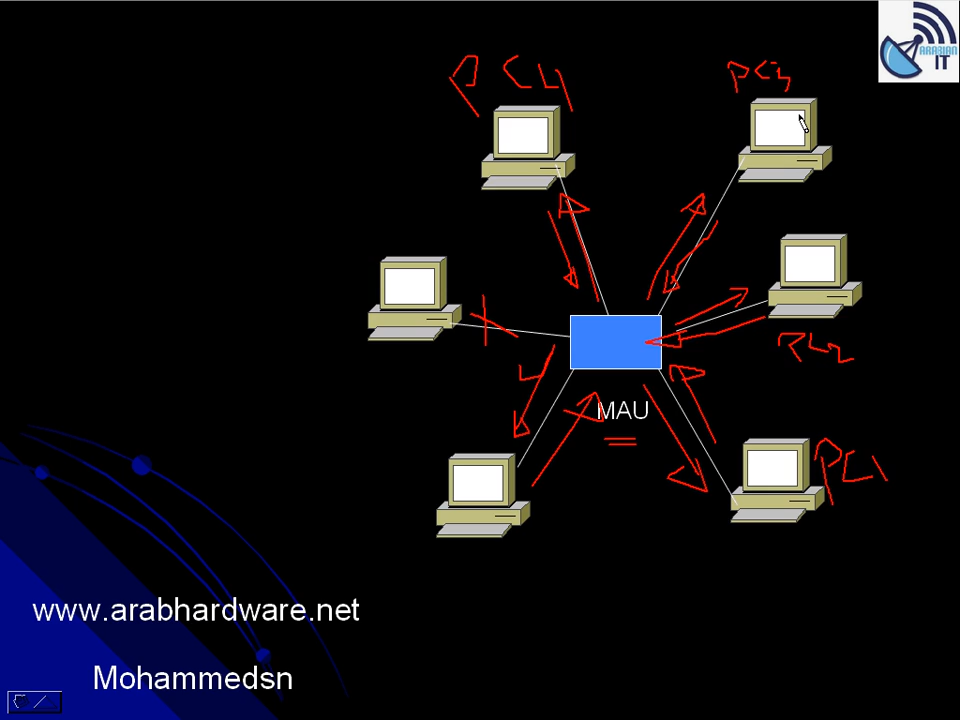 ARABIAN
IT
PC4
PC3
PC2
MAU
PC1
www.arabhardware.net
Mohammedsn